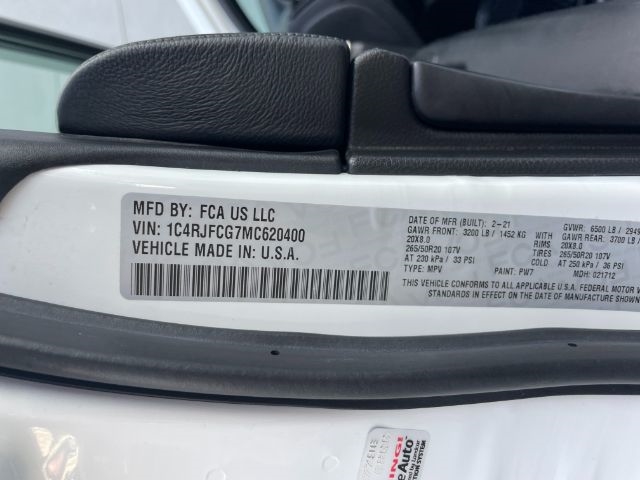 MFD BY: FCA US LLC
VIN: 1C4RJFCG7MC620400
VEHICLE MADE IN: U.S.A.
DATE OF MFR (BUILT): 2-21
GAWR FRONT: 3200 LB / 1452 KG
20X8.0
265/50R20 107V
AT 230 kPa / 33 PSI
TYPE: MPV PAINT: PW7
GVWR: 6500 LB / 2949
WITH GAWR REAR: 3700 LB /
RIMS 20X8.0
TIRES 265/50R20 107V
AT 250 kPa / 36 PSI
MDH: 021712
THIS VEHICLE CONFORMS TO ALL APPLICABLE U.S.A. FEDERAL MOTOR
STANDARDS IN EFFECT ON THE DATE OF MANUFACTURE SHOWN
Auto